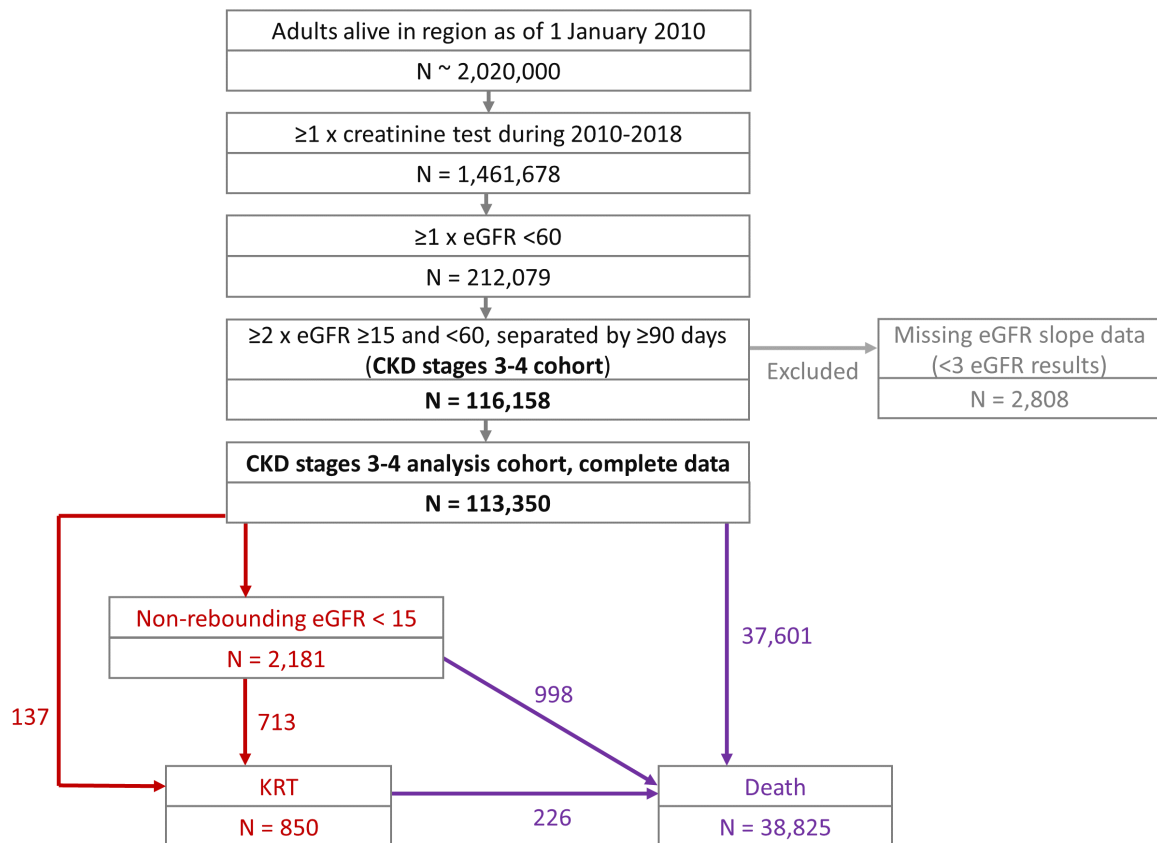 Adults alive in region as of 1 January 2010
N ~ 2,020,000
≥1 x creatinine test during 2010-2018
N = 1,461,678
≥1 x eGFR <60
N = 212,079
≥2 x eGFR ≥15 and <60, separated by ≥90 days
(CKD stages 3-4 cohort)
N = 116,158
Excluded
Missing eGFR slope data
(<3 eGFR results)
N = 2,808
CKD stages 3-4 analysis cohort, complete data
N = 113,350
Non-rebounding eGFR < 15
N = 2,181
37,601
998
137
713
KRT
N = 850
226
Death
N = 38,825